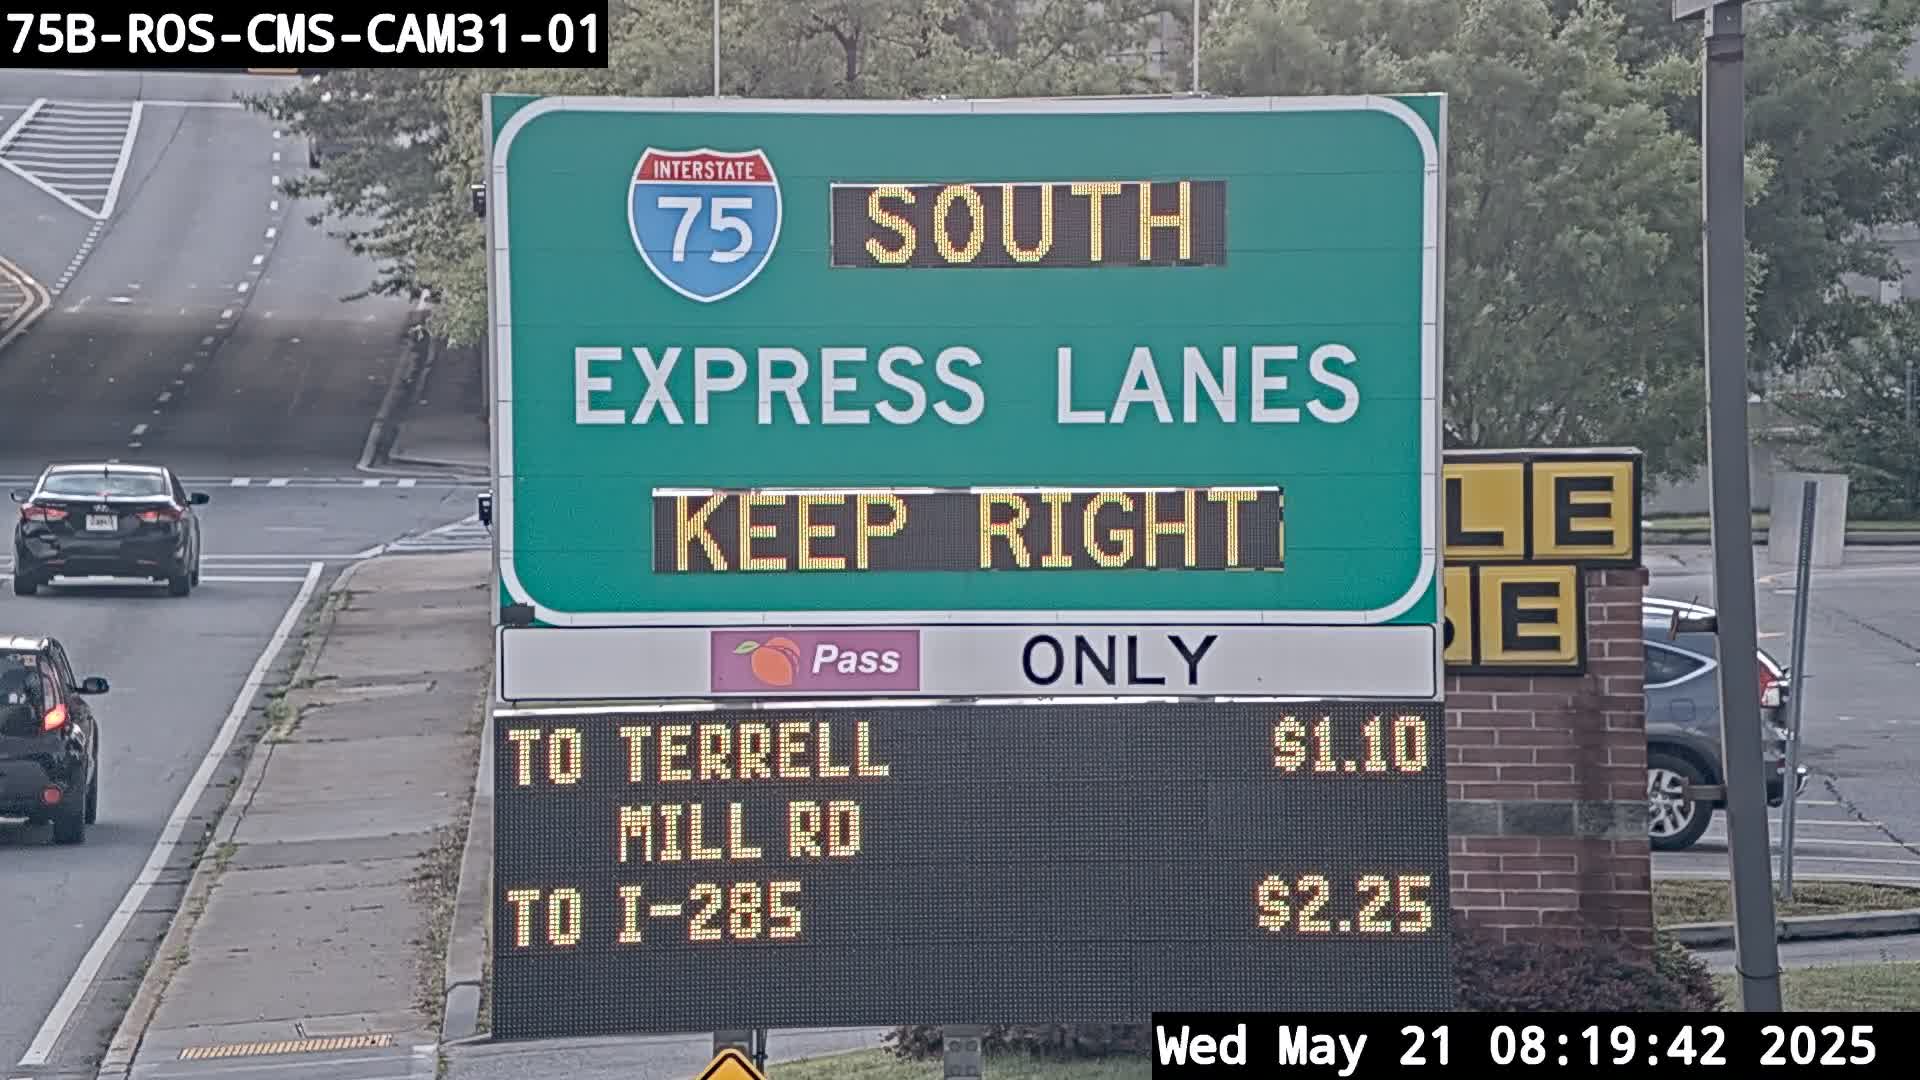 75B-ROS-CMS-CAM31-01
INTERSTATE
75
SOUTH
EXPRESS LANES
KEEP RIGHT
LE
E
Pass ONLY
TO TERRELL $1.10
MILL RD
TO I-285 $2.25
Wed May 21 08:19:42 2025